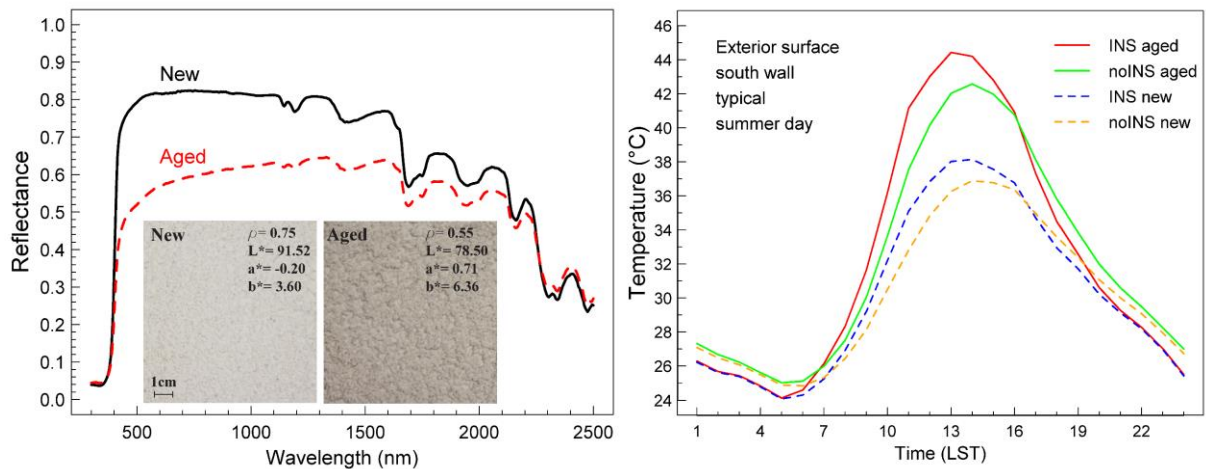 1.0
0.9
0.8
0.7
0.6
0.5
0.4
0.3
0.2
0.1
0.0
Reflectance
New
Aged
New
ρ= 0.75
L*= 91.52
a*= -0.20
b*= 3.60
1cm
Aged
ρ= 0.55
L*= 78.50
a*= 0.71
b*= 6.36
500 1000 1500 2000 2500
Wavelength (nm)
46
44
42
40
38
36
34
32
30
28
26
24
Temperature (°C)
Exterior surface
south wall
typical
summer day
INS aged
noINS aged
INS new
noINS new
1 4 7 10 13 16 19 22
Time (LST)